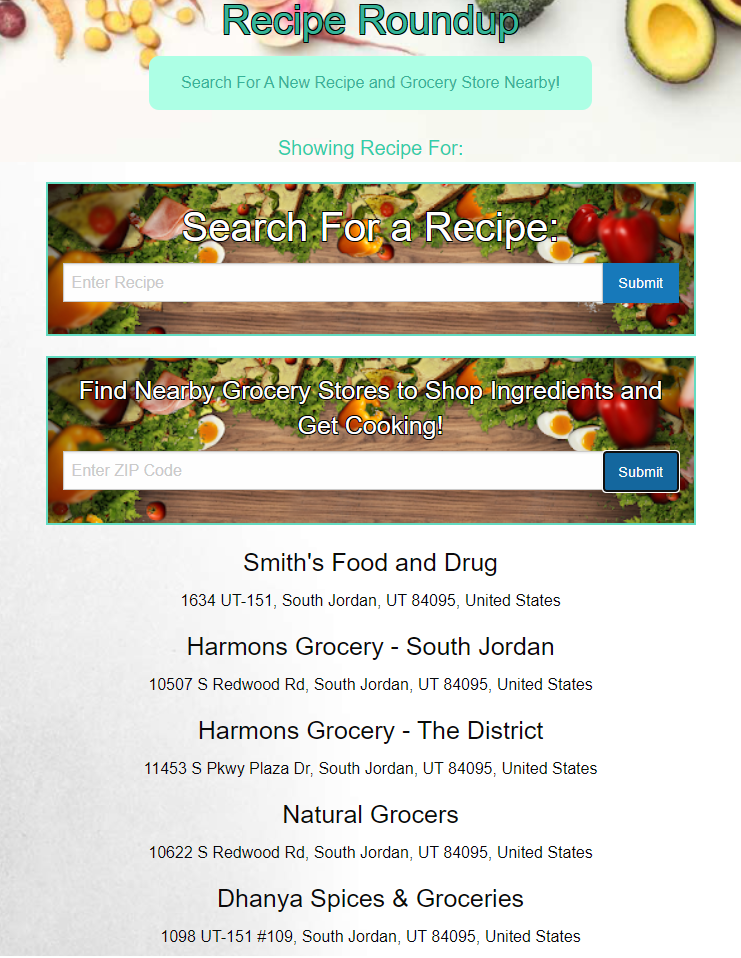 Recipe Roundup
Search For A New Recipe and Grocery Store Nearby!
Showing Recipe For:
Search For a Recipe:
Enter Recipe
Submit
Find Nearby Grocery Stores to Shop Ingredients and
Get Cooking!
Enter ZIP Code
Submit
Smith's Food and Drug
1634 UT-151, South Jordan, UT 84095, United States
Harmons Grocery - South Jordan
10507 S Redwood Rd, South Jordan, UT 84095, United States
Harmons Grocery - The District
11453 S Pkwy Plaza Dr, South Jordan, UT 84095, United States
Natural Grocers
10622 S Redwood Rd, South Jordan, UT 84095, United States
Dhanya Spices & Groceries
1098 UT-151 #109, South Jordan, UT 84095, United States